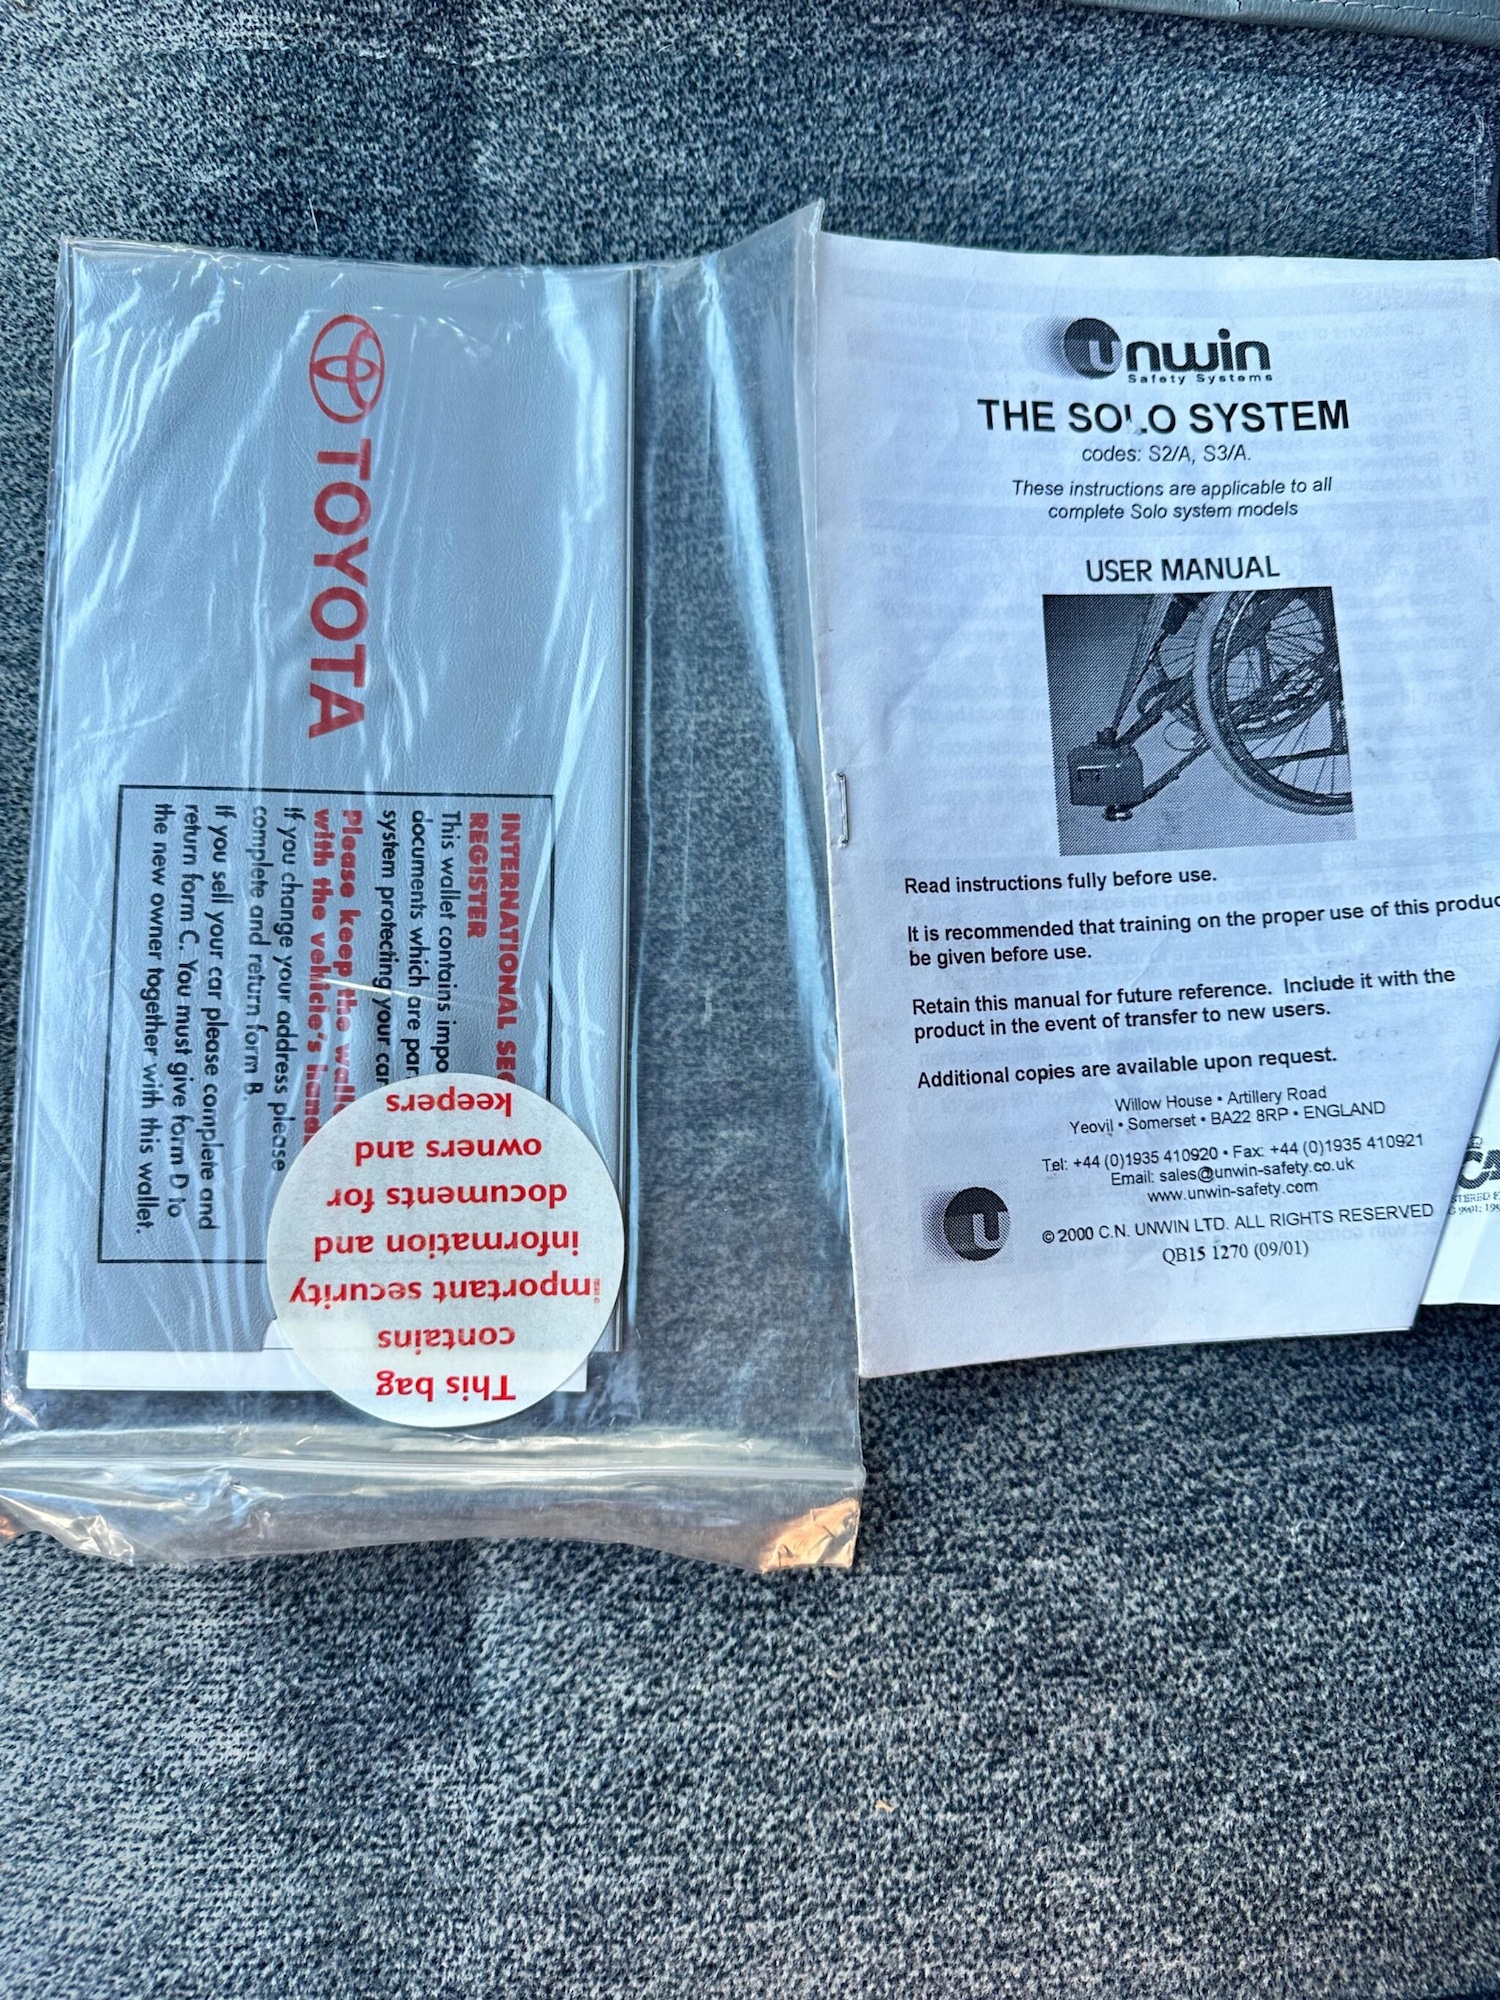 TOYOTA
INTERNATIONAL SEC
REGISTER
This wallet contains impo
documents which are par
system protecting your car
Please keep the walle
with the vehicle's hand
If you change your address please
complete and return form B.
If you sell your car please complete and
return form C. You must give form D to
the new owner together with this wallet.
This bag
contains
important security
information and
documents for
owners and
keepers
unwin
Safety Systems
THE SOLO SYSTEM
codes: S2/A, S3/A.
These instructions are applicable to all
complete Solo system models
USER MANUAL
Read instructions fully before use.
It is recommended that training on the proper use of this produc
be given before use.
Retain this manual for future reference. Include it with the
product in the event of transfer to new users.
Additional copies are available upon request.
Willow House • Artillery Road
Yeovil • Somerset • BA22 8RP • ENGLAND
Tel: +44 (0)1935 410920 • Fax: +44 (0)1935 410921
Email: sales@unwin-safety.co.uk
www.unwin-safety.com
© 2000 C.N. UNWIN LTD. ALL RIGHTS RESERVED
QB15 1270 (09/01)